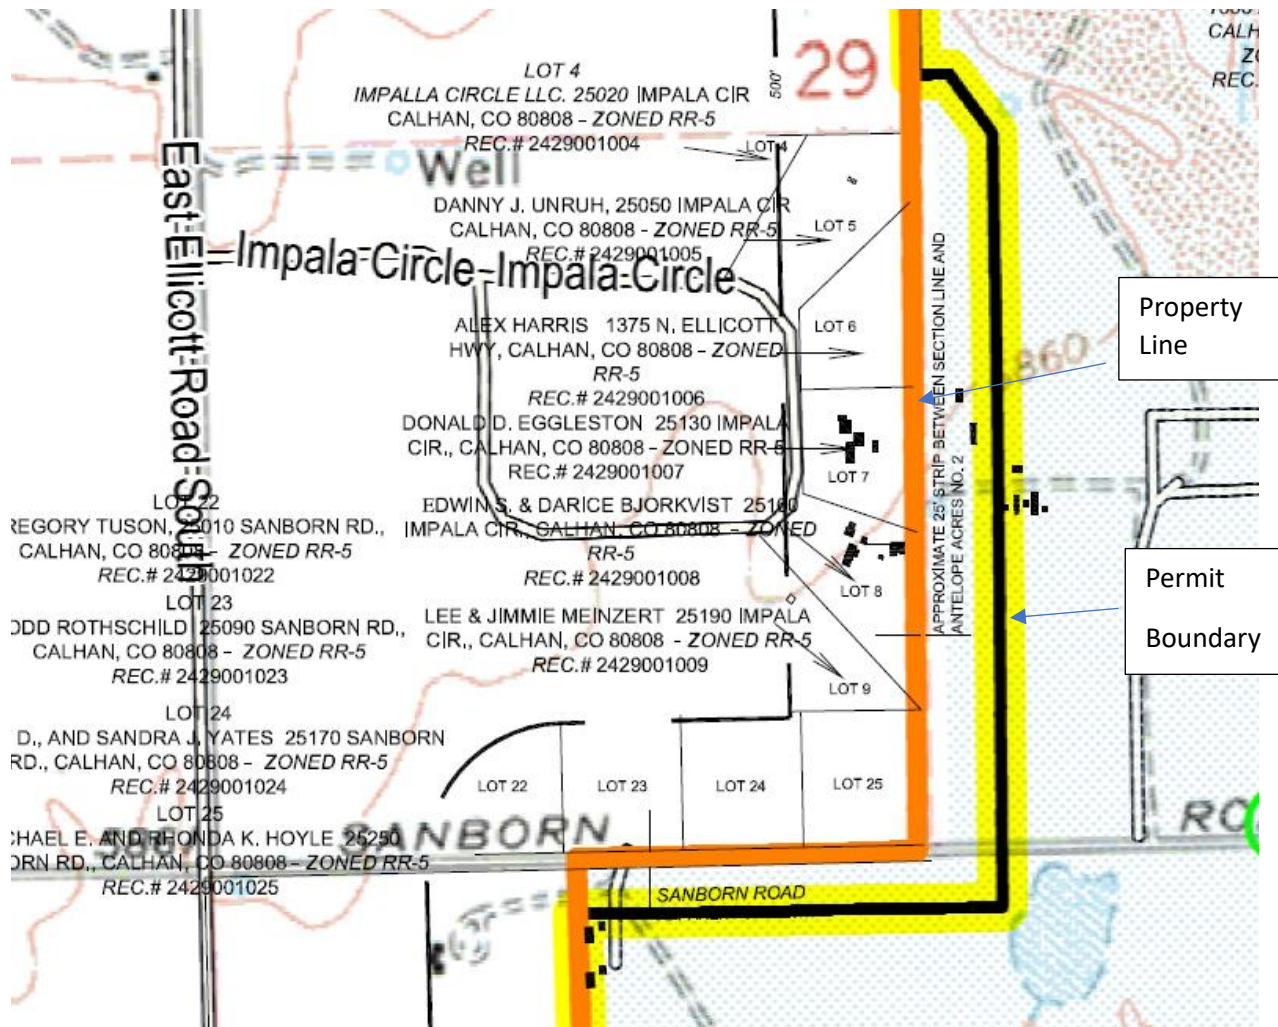 LOT 4
IMPALLA CIRCLE LLC. 25020 IMPALA CIR
CALHAN, CO 80808 – ZONED RR-5
REC.# 2429001004
500'
29
CALH
REC.
Well
LOT 4
DANNY J. UNRUH, 25050 IMPALA CIR
CALHAN, CO 80808 – ZONED RR-5
REC.# 2429001005
LOT 5
East Ellicott Road South
Impala Circle Impala Circle
ALEX HARRIS 1375 N, ELLICOTT
HWY, CALHAN, CO 80808 – ZONED
RR-5
REC.# 2429001006
LOT 6
Property
Line
860
DONALD D. EGGLESTON 25130 IMPALA
CIR., CALHAN, CO 80808 – ZONED RR-5
REC.# 2429001007
LOT 7
APPROXIMATE 25' STRIP BETWEEN SECTION LINE AND
ANTELOPE ACRES NO. 2
EDWIN S. & DARICE BJORKVIST 25160
IMPALA CIR., CALHAN, CO 80808 – ZONED
RR-5
REC.# 2429001008
LOT 8
LOT 22
REGORY TUSON, 25010 SANBORN RD.,
CALHAN, CO 80808 – ZONED RR-5
REC.# 2429001022
Permit
Boundary
LEE & JIMMIE MEINZERT 25190 IMPALA
CIR., CALHAN, CO 80808 – ZONED RR-5
REC.# 2429001009
LOT 9
LOT 23
ODD ROTHSCHILD 25090 SANBORN RD.,
CALHAN, CO 80808 – ZONED RR-5
REC.# 2429001023
LOT 24
D., AND SANDRA J. YATES 25170 SANBORN
RD., CALHAN, CO 80808 – ZONED RR-5
REC.# 2429001024
LOT 22
LOT 23
LOT 24
LOT 25
LOT 25
CHAEL E. AND RHONDA K. HOYLE 25250
ORN RD., CALHAN, CO 80808 – ZONED RR-5
REC.# 2429001025
SANBORN
RO
SANBORN ROAD